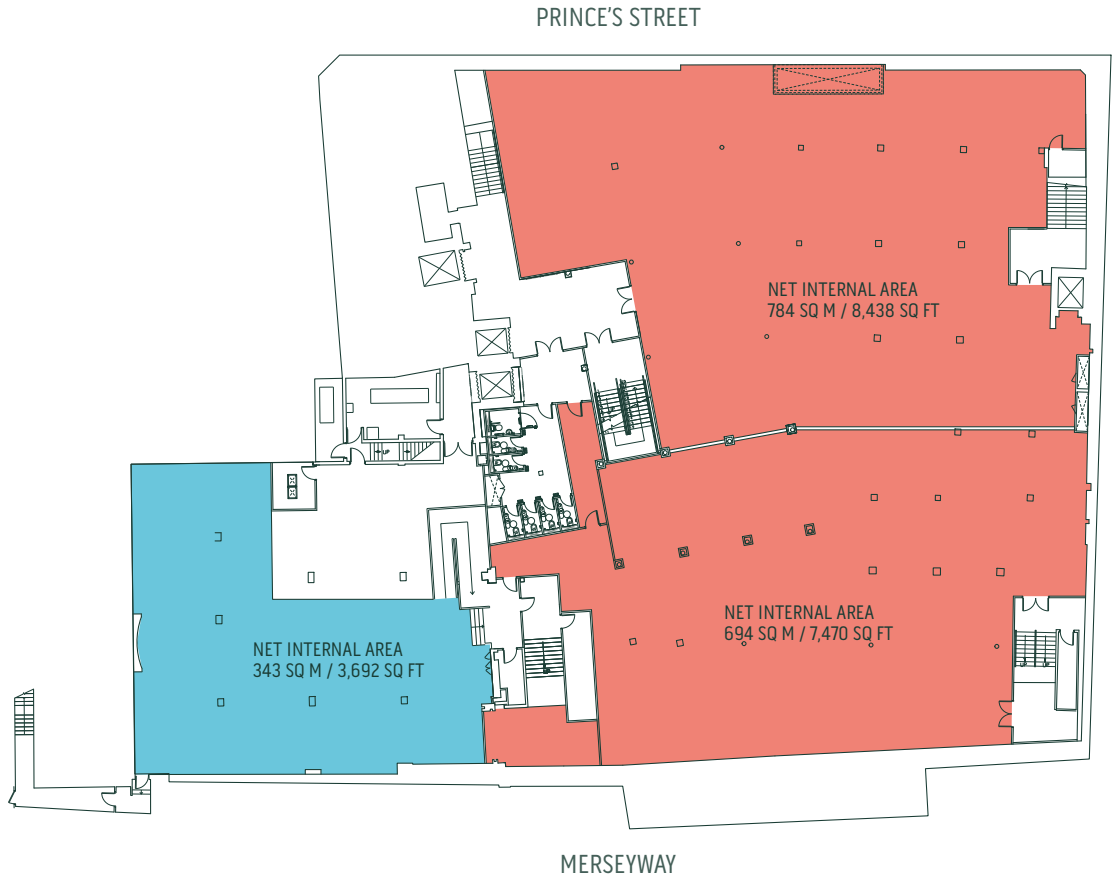 PRINCE'S STREET
NET INTERNAL AREA
784 SQ M / 8,438 SQ FT
NET INTERNAL AREA
694 SQ M / 7,470 SQ FT
NET INTERNAL AREA
343 SQ M / 3,692 SQ FT
MERSEYWAY